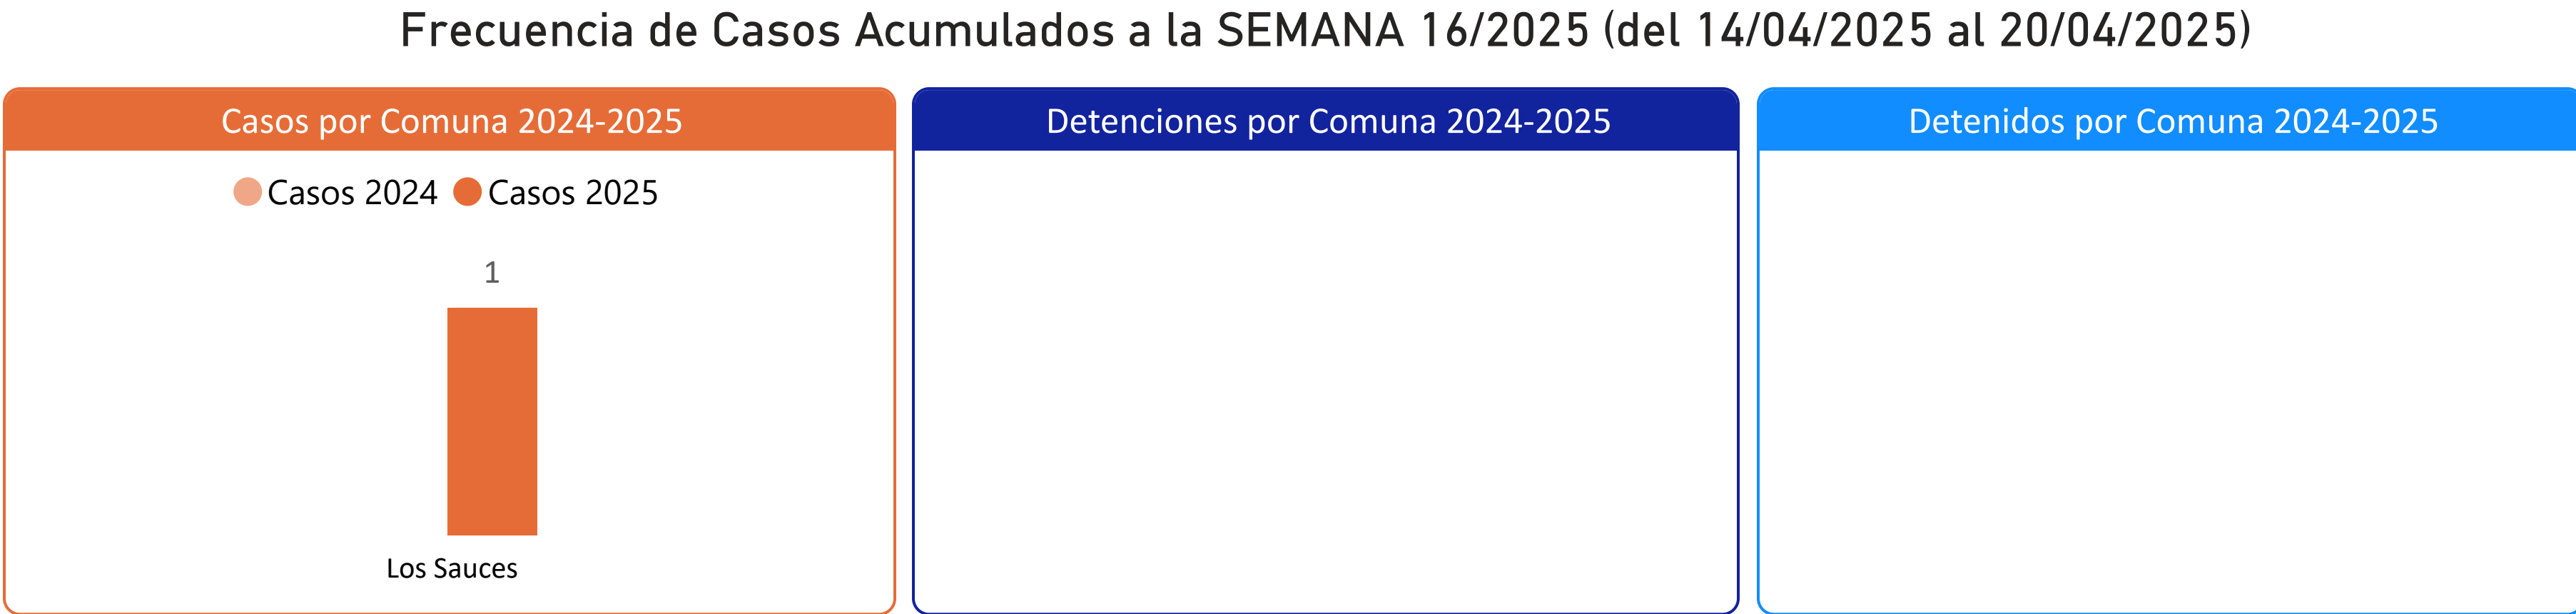 Frecuencia de Casos Acumulados a la SEMANA 16/2025 (del 14/04/2025 al 20/04/2025)
Casos por Comuna 2024-2025
Casos 2024 Casos 2025
1
Los Sauces
Detenciones por Comuna 2024-2025
Detenidos por Comuna 2024-2025